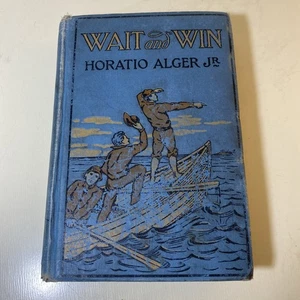 WAIT and WIN
HORATIO ALGER JR.